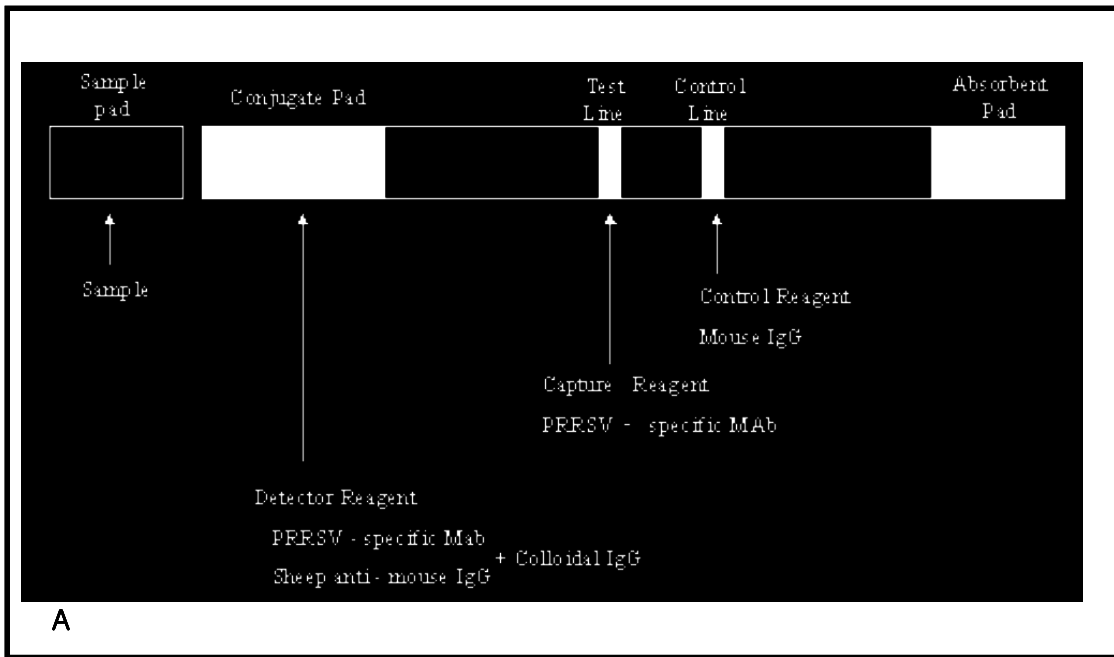 Sample
pad
Conjugate Pad
Test
Line
Control
Line
Absorbent
Pad
Sample
Control Reagent
Mouse IgG
Capture Reagent
PRRSV - specific MAb
Detector Reagent
PRRSV - specific Mab
Sheep anti - mouse IgG
+ Colloidal IgG
A